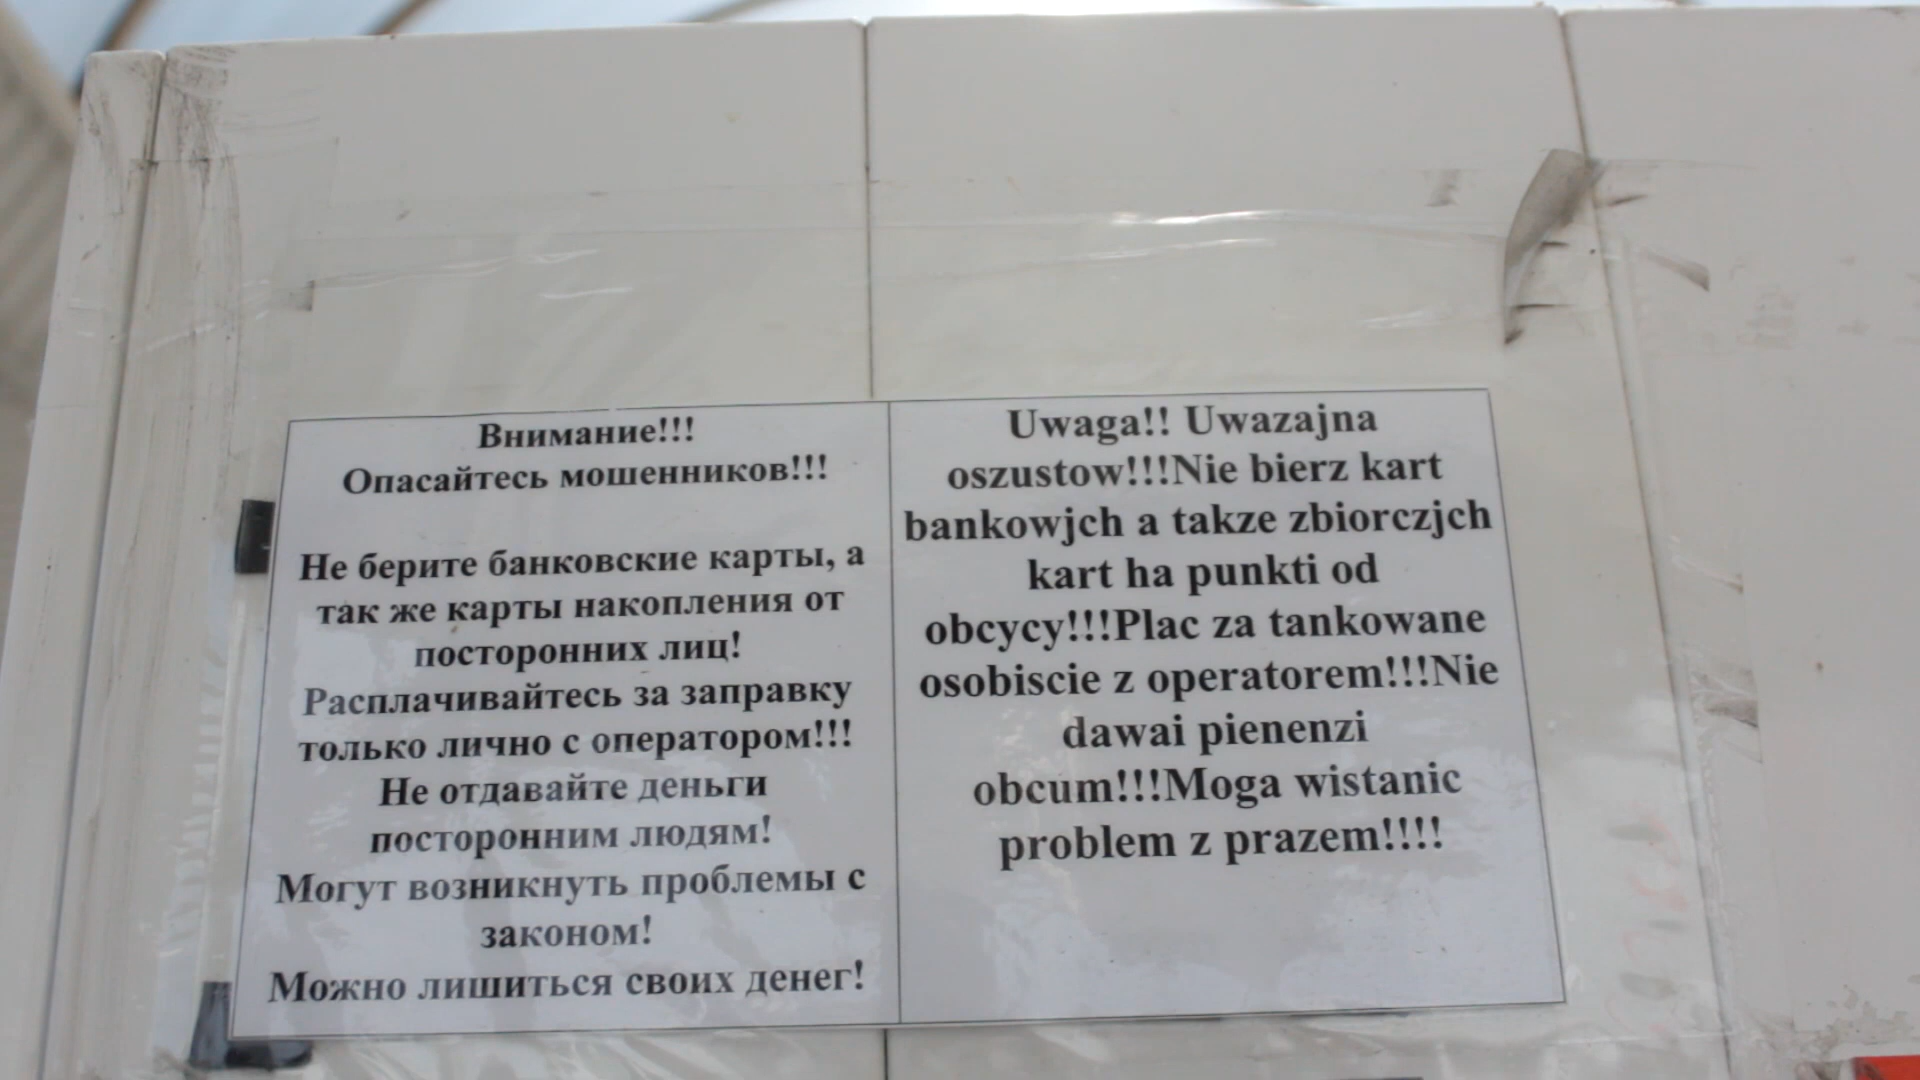 Внимание!!!
Опасайтесь мошенников!!!
Не берите банковские карты, а
так же карты накопления от
посторонних лиц!
Расплачивайтесь за заправку
только лично с оператором!!!
Не отдавайте деньги
посторонним людям!
Могут возникнуть проблемы с
законом!
Можно лишиться своих денег!
Uwaga!! Uwazajna
oszustow!!!Nie bierz kart
bankowjch a takze zbiorczjch
kart ha punkti od
obcycy!!!Plac za tankowane
osobiscie z operatorem!!!Nie
dawai pienenzi
obcum!!!Moga wistanic
problem z prazem!!!!